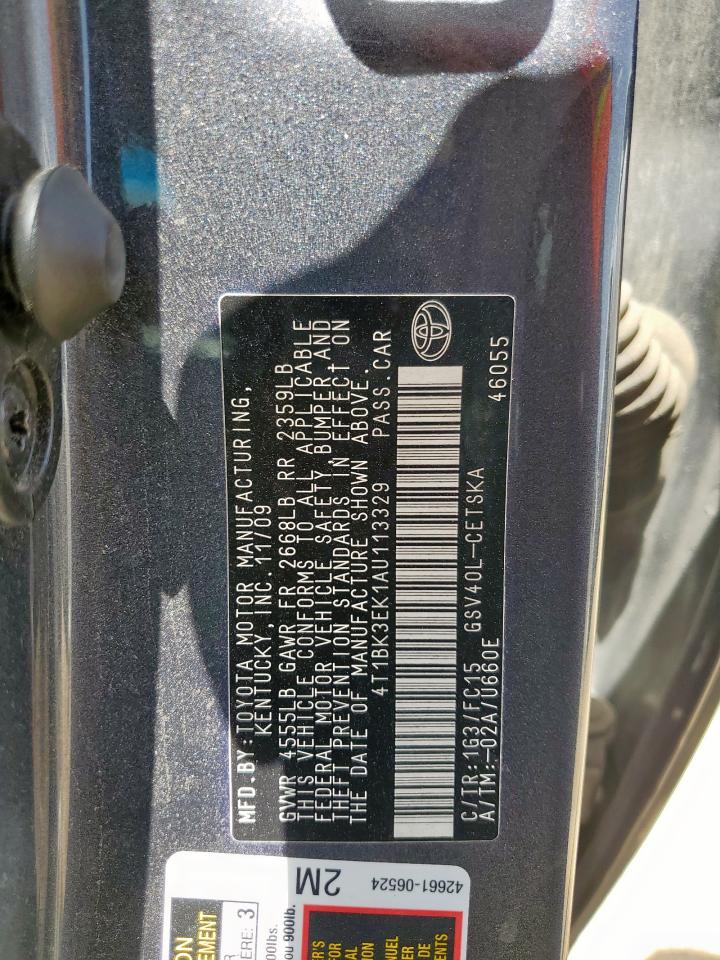 MFD.BY:TOYOTA MOTOR MANUFACTURING,
KENTUCKY, INC. 11/09
GVWR 4555LB GAWR FR 2668LB RR 2359LB
THIS VEHICLE CONFORMS TO ALL APPLICABLE
FEDERAL MOTOR VEHICLE SAFETY, BUMPER, AND
THEFT PREVENTION STANDARDS IN EFFECT ON
THE DATE OF MANUFACTURE SHOWN ABOVE.
4T1BK3EK1AU113329 PASS.CAR
C/TR:1G3/FC15 GSV40L-CETSKA
A/TM:-02A/U660E 46055
42661-06524
2M